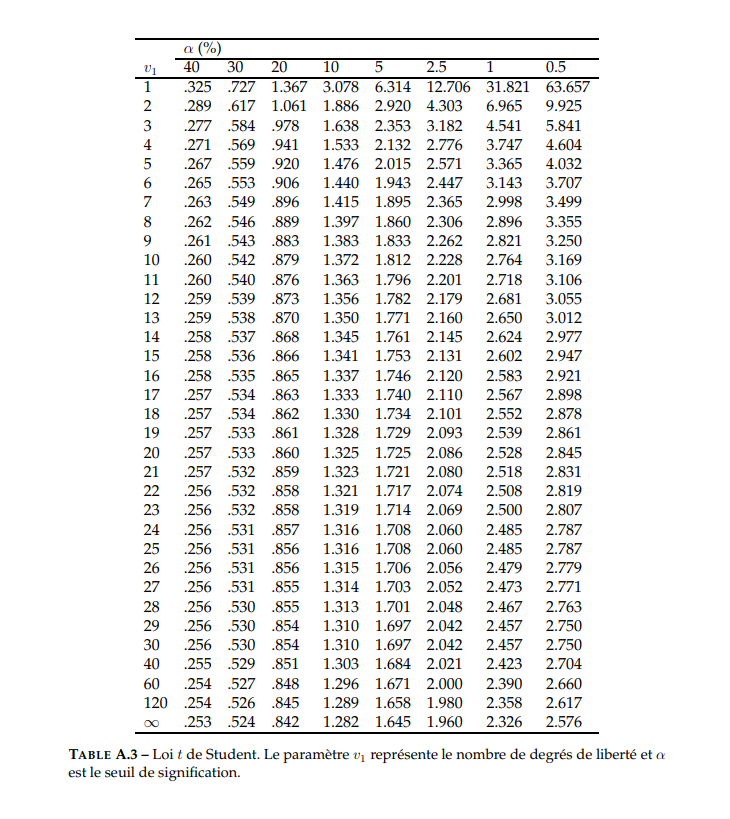 α (%)
v₁ 40 30 20 10 5 2.5 1 0.5
1 .325 .727 1.367 3.078 6.314 12.706 31.821 63.657
2 .289 .617 1.061 1.886 2.920 4.303 6.965 9.925
3 .277 .584 .978 1.638 2.353 3.182 4.541 5.841
4 .271 .569 .941 1.533 2.132 2.776 3.747 4.604
5 .267 .559 .920 1.476 2.015 2.571 3.365 4.032
6 .265 .553 .906 1.440 1.943 2.447 3.143 3.707
7 .263 .549 .896 1.415 1.895 2.365 2.998 3.499
8 .262 .546 .889 1.397 1.860 2.306 2.896 3.355
9 .261 .543 .883 1.383 1.833 2.262 2.821 3.250
10 .260 .542 .879 1.372 1.812 2.228 2.764 3.169
11 .260 .540 .876 1.363 1.796 2.201 2.718 3.106
12 .259 .539 .873 1.356 1.782 2.179 2.681 3.055
13 .259 .538 .870 1.350 1.771 2.160 2.650 3.012
14 .258 .537 .868 1.345 1.761 2.145 2.624 2.977
15 .258 .536 .866 1.341 1.753 2.131 2.602 2.947
16 .258 .535 .865 1.337 1.746 2.120 2.583 2.921
17 .257 .534 .863 1.333 1.740 2.110 2.567 2.898
18 .257 .534 .862 1.330 1.734 2.101 2.552 2.878
19 .257 .533 .861 1.328 1.729 2.093 2.539 2.861
20 .257 .533 .860 1.325 1.725 2.086 2.528 2.845
21 .257 .532 .859 1.323 1.721 2.080 2.518 2.831
22 .256 .532 .858 1.321 1.717 2.074 2.508 2.819
23 .256 .532 .858 1.319 1.714 2.069 2.500 2.807
24 .256 .531 .857 1.316 1.708 2.060 2.485 2.787
25 .256 .531 .856 1.316 1.708 2.060 2.485 2.787
26 .256 .531 .856 1.315 1.706 2.056 2.479 2.779
27 .256 .531 .855 1.314 1.703 2.052 2.473 2.771
28 .256 .530 .855 1.313 1.701 2.048 2.467 2.763
29 .256 .530 .854 1.310 1.697 2.042 2.457 2.750
30 .256 .530 .854 1.310 1.697 2.042 2.457 2.750
40 .255 .529 .851 1.303 1.684 2.021 2.423 2.704
60 .254 .527 .848 1.296 1.671 2.000 2.390 2.660
120 .254 .526 .845 1.289 1.658 1.980 2.358 2.617
∞ .253 .524 .842 1.282 1.645 1.960 2.326 2.576
TABLE A.3 – Loi t de Student. Le paramètre v₁ représente le nombre de degrés de liberté et α
est le seuil de signification.